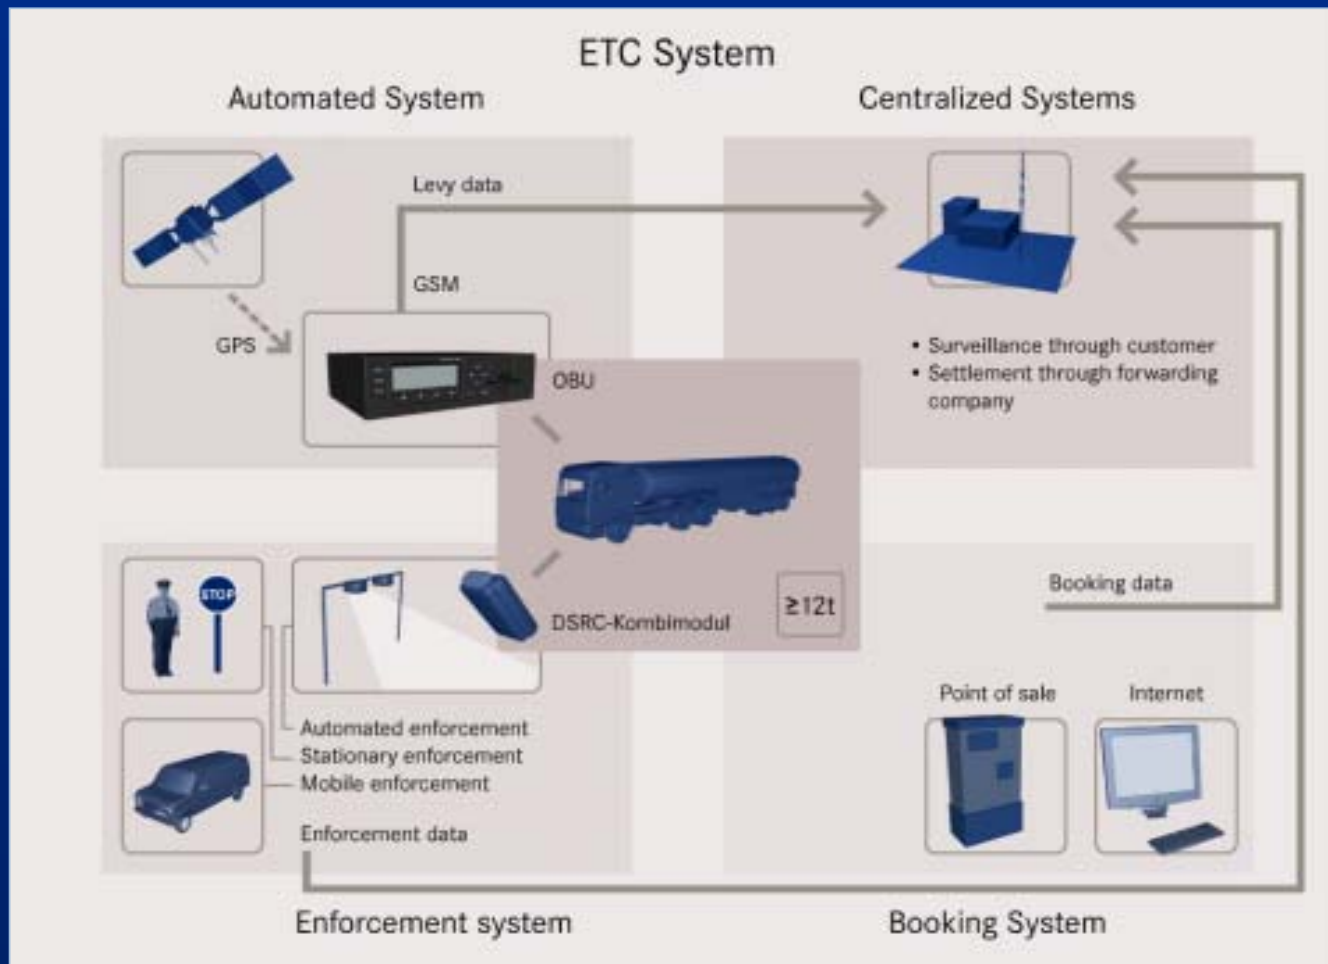 ETC System
Automated System
Centralized Systems
Levy data
GSM
GPS
OBU
• Surveillance through customer
• Settlement through forwarding
company
STOP
DSRC-Kombimodul
≥12t
Booking data
Point of sale
Internet
Automated enforcement
Stationary enforcement
Mobile enforcement
Enforcement data
Enforcement system
Booking System